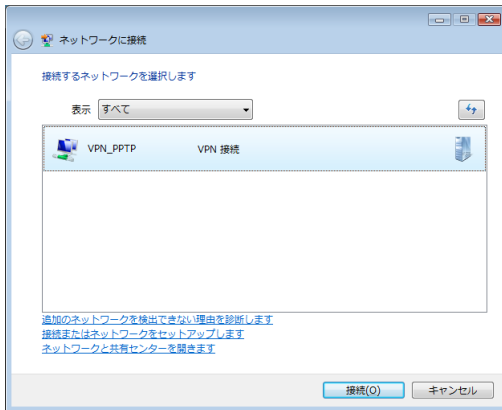 ネットワークに接続
接続するネットワークを選択します
表示 すべて
VPN_PPTP VPN 接続
追加のネットワークを検出できない理由を診断します
接続またはネットワークをセットアップします
ネットワークと共有センターを開きます
接続(O) キャンセル